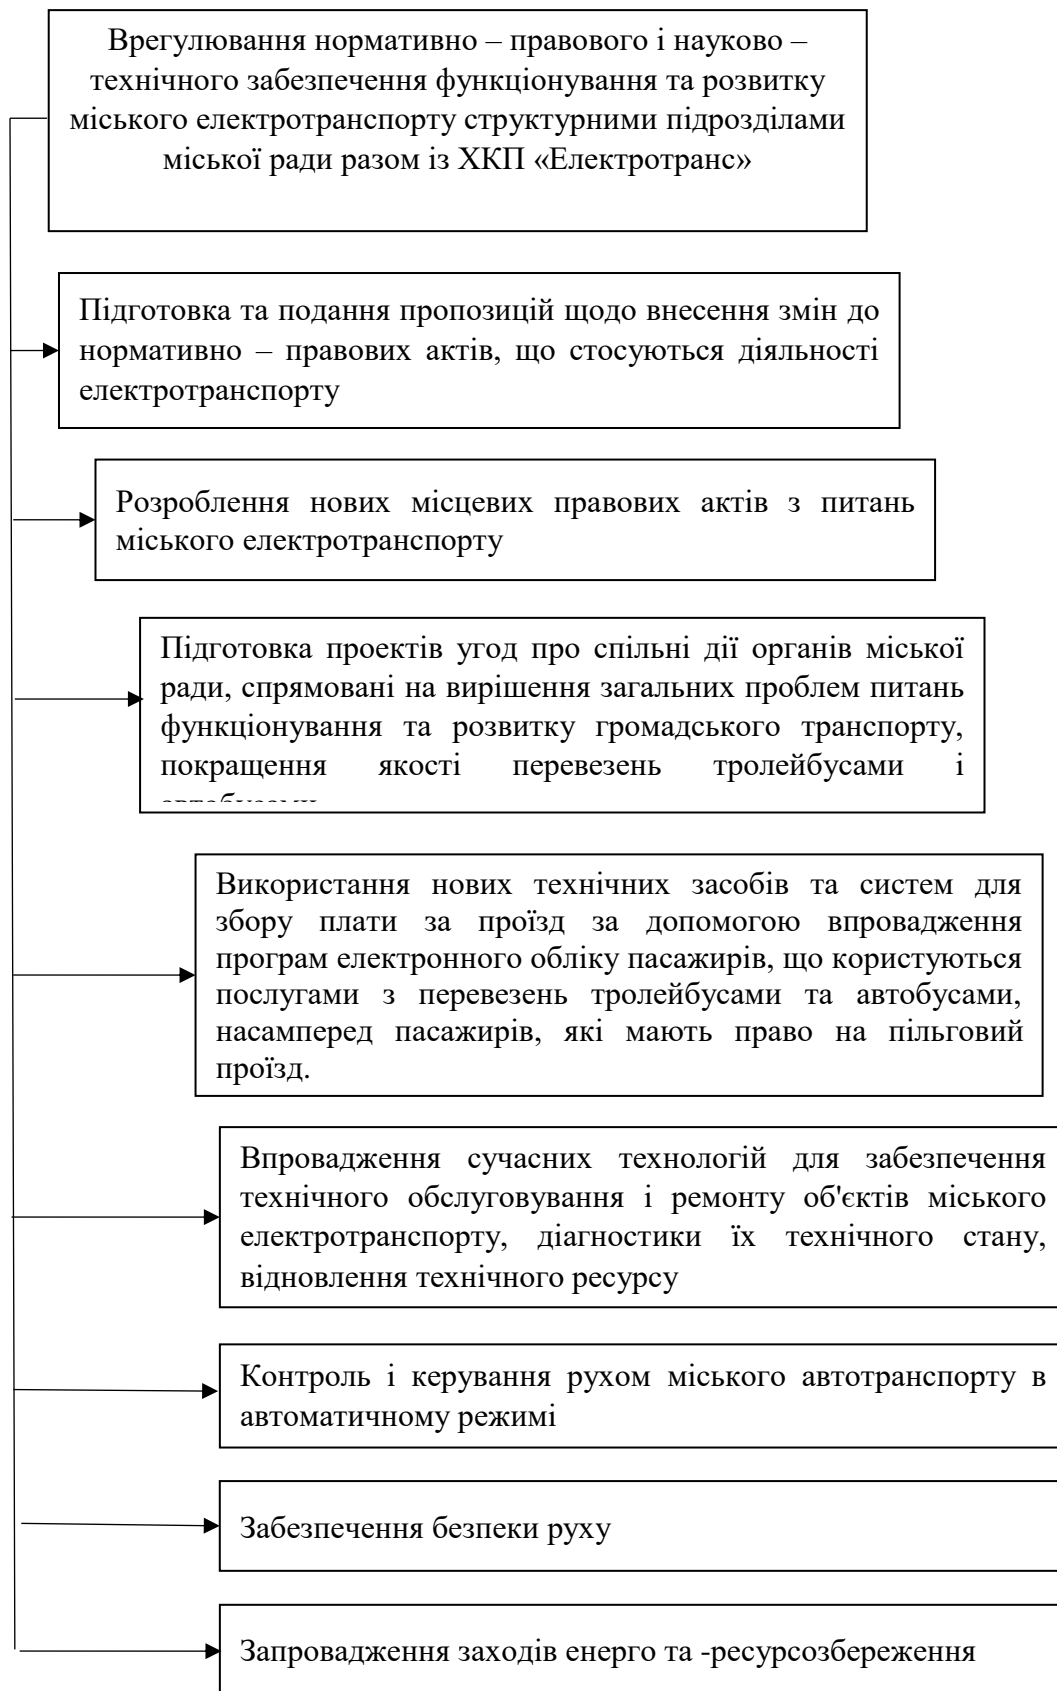 Врегулювання нормативно – правового і науково –
технічного забезпечення функціонування та розвитку
міського електротранспорту структурними підрозділами
міської ради разом із ХКП «Електротранс»
Підготовка та подання пропозицій щодо внесення змін до
нормативно – правових актів, що стосуються діяльності
електротранспорту
Розроблення нових місцевих правових актів з питань
міського електротранспорту
Підготовка проектів угод про спільні дії органів міської
ради, спрямовані на вирішення загальних проблем питань
функціонування та розвитку громадського транспорту,
покращення якості перевезень тролейбусами і
Використання нових технічних засобів та систем для
збору плати за проїзд за допомогою впровадження
програм електронного обліку пасажирів, що користуються
послугами з перевезень тролейбусами та автобусами,
насамперед пасажирів, які мають право на пільговий
проїзд.
Впровадження сучасних технологій для забезпечення
технічного обслуговування і ремонту об'єктів міського
електротранспорту, діагностики їх технічного стану,
відновлення технічного ресурсу
Контроль і керування рухом міського автотранспорту в
автоматичному режимі
Забезпечення безпеки руху
Запровадження заходів енерго та -ресурсозбереження